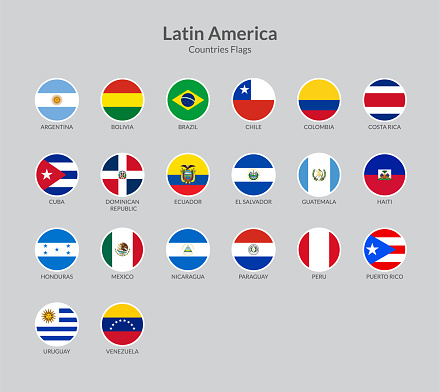 Latin America
Countries Flags
ARGENTINA
BOLIVIA
BRAZIL
CHILE
COLOMBIA
COSTA RICA
CUBA
DOMINICAN
REPUBLIC
ECUADOR
EL SALVADOR
GUATEMALA
HAITI
HONDURAS
MEXICO
NICARAGUA
PARAGUAY
PERU
PUERTO RICO
URUGUAY
VENEZUELA